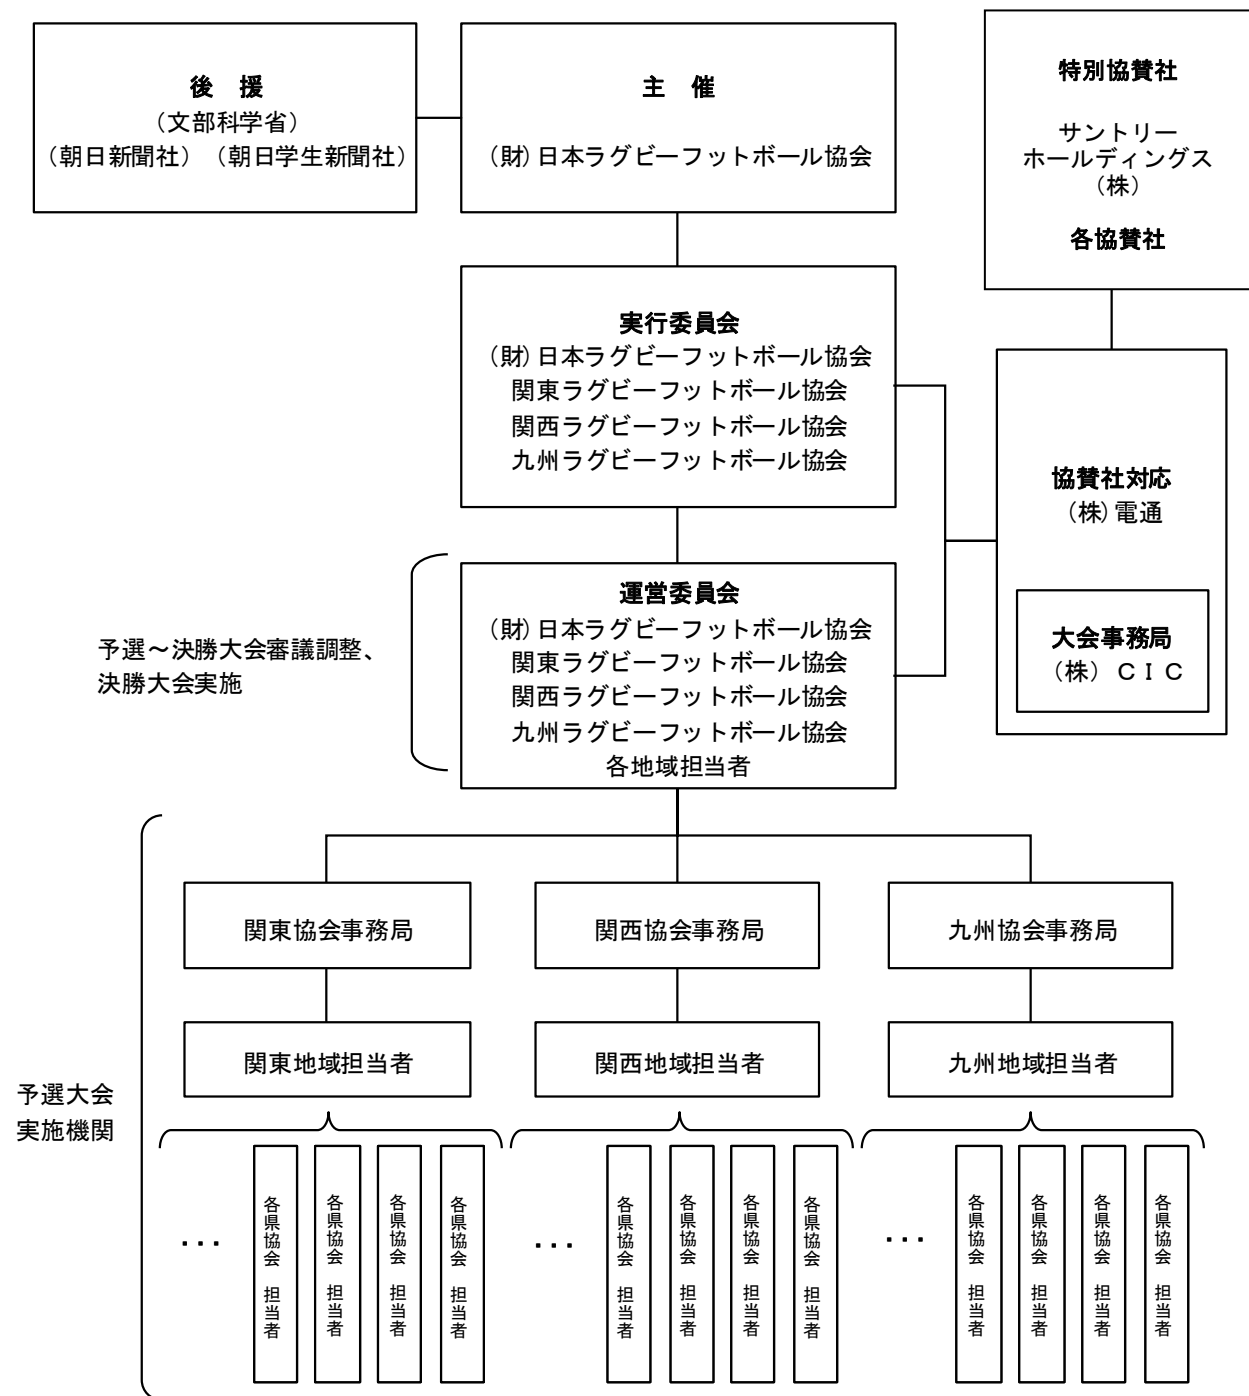 後　援
（文部科学省）
（朝日新聞社）（朝日学生新聞社）
主　催
（財）日本ラグビーフットボール協会
特別協賛社
サントリー
ホールディングス
（株）
各協賛社
実行委員会
（財）日本ラグビーフットボール協会
関東ラグビーフットボール協会
関西ラグビーフットボール協会
九州ラグビーフットボール協会
協賛社対応
（株）電通
大会事務局
（株）ＣＩＣ
予選～決勝大会審議調整、
決勝大会実施
運営委員会
（財）日本ラグビーフットボール協会
関東ラグビーフットボール協会
関西ラグビーフットボール協会
九州ラグビーフットボール協会
各地域担当者
関東協会事務局
関西協会事務局
九州協会事務局
関東地域担当者
関西地域担当者
九州地域担当者
予選大会
実施機関
…
各県協会　担当者
各県協会　担当者
各県協会　担当者
各県協会　担当者
…
各県協会　担当者
各県協会　担当者
各県協会　担当者
各県協会　担当者
…
各県協会　担当者
各県協会　担当者
各県協会　担当者
各県協会　担当者